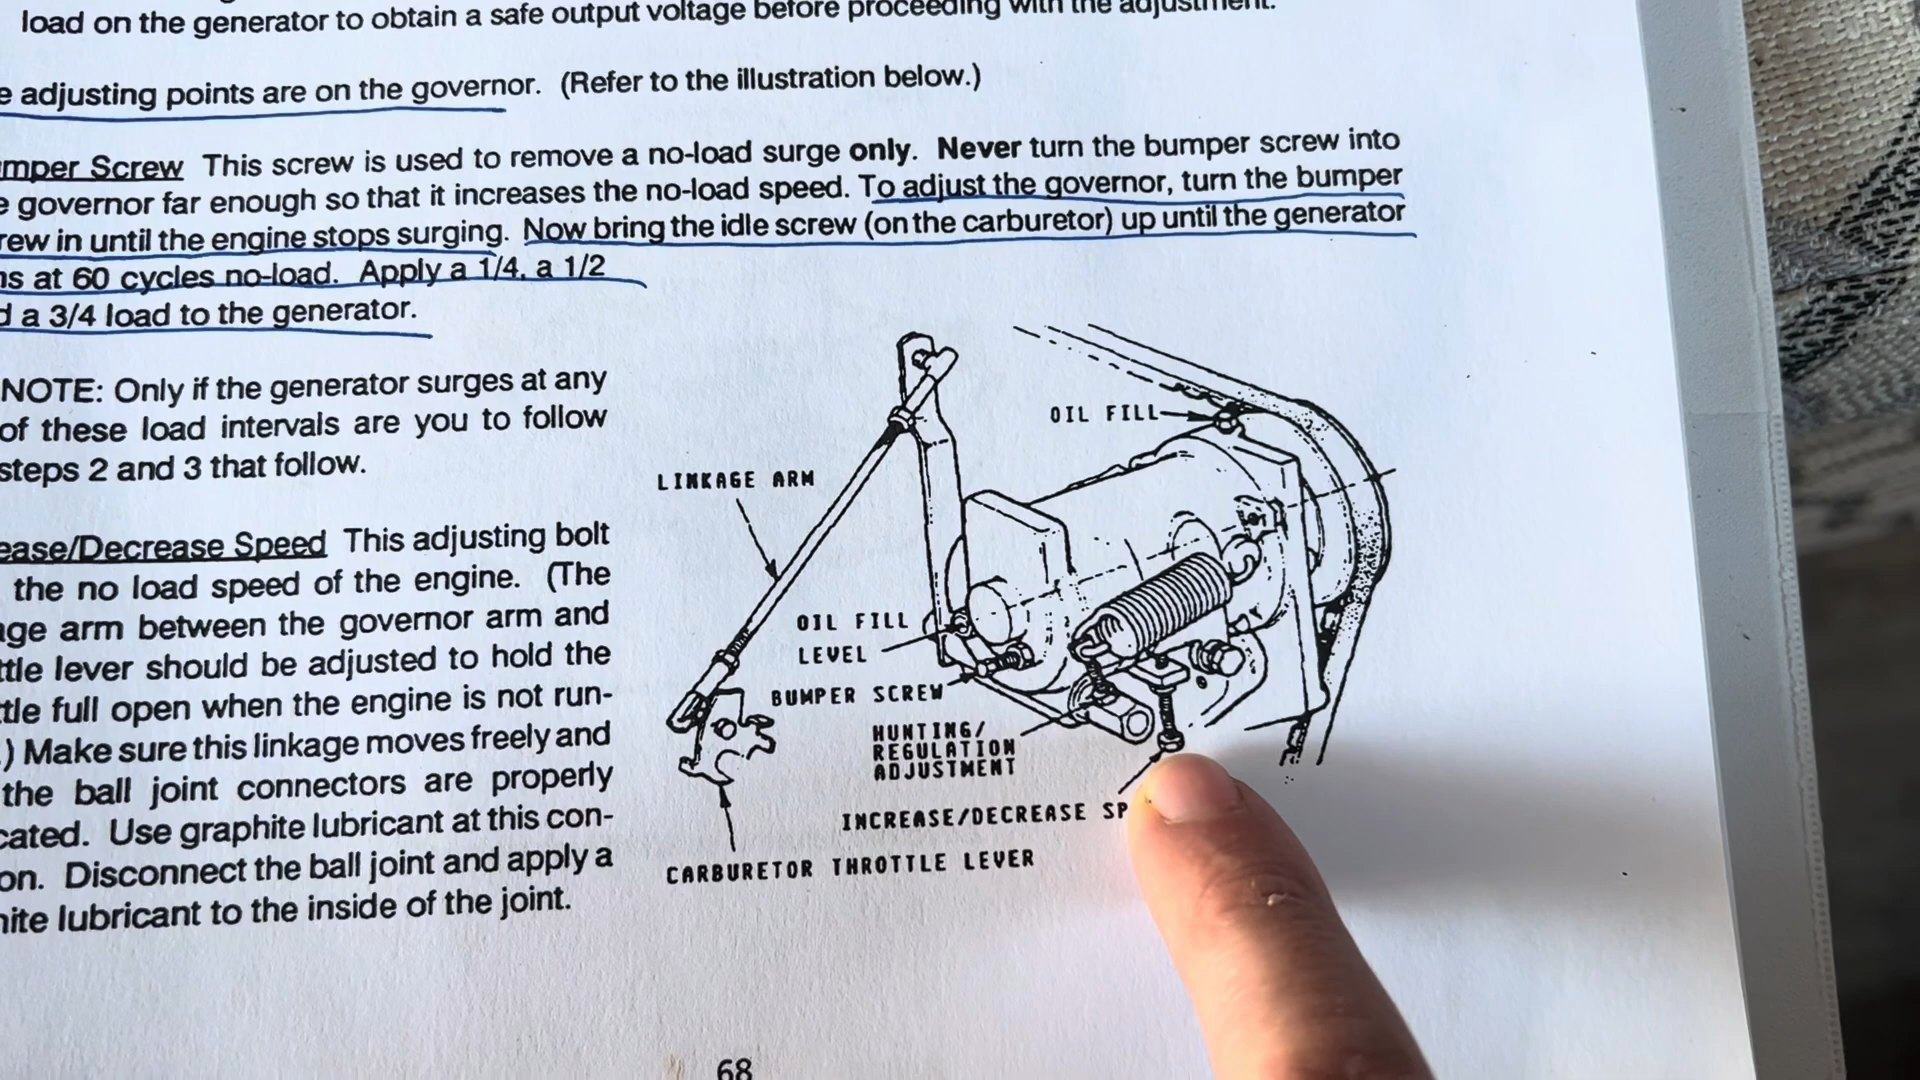 load on the generator to obtain a safe output voltage before proceeding with the adjustment.
e adjusting points are on the governor. (Refer to the illustration below.)
mper Screw This screw is used to remove a no-load surge only. Never turn the bumper screw into
e governor far enough so that it increases the no-load speed. To adjust the governor, turn the bumper
rew in until the engine stops surging. Now bring the idle screw (on the carburetor) up until the generator
ns at 60 cycles no-load. Apply a 1/4, a 1/2
d a 3/4 load to the generator.
NOTE: Only if the generator surges at any
of these load intervals are you to follow
steps 2 and 3 that follow.
ease/Decrease Speed This adjusting bolt
the no load speed of the engine. (The
age arm between the governor arm and
ttle lever should be adjusted to hold the
tle full open when the engine is not run-
.) Make sure this linkage moves freely and
the ball joint connectors are properly
cated. Use graphite lubricant at this con-
on. Disconnect the ball joint and apply a
hite lubricant to the inside of the joint.
OIL FILL
LINKAGE ARM
OIL FILL
LEVEL
BUMPER SCREW
HUNTING/
REGULATION
ADJUSTMENT
INCREASE/DECREASE SP
CARBURETOR THROTTLE LEVER
68